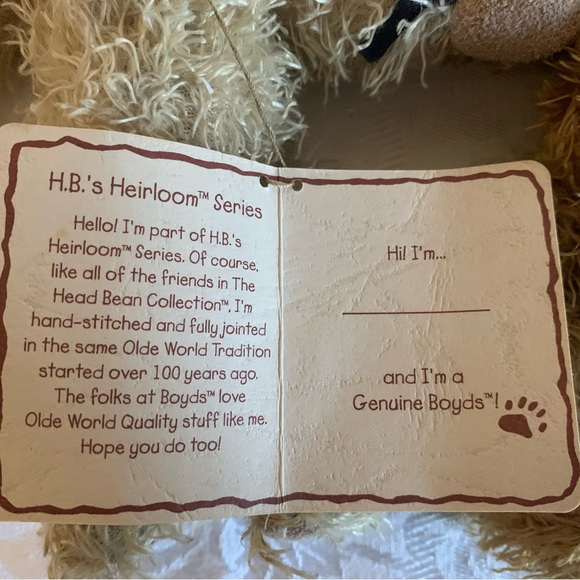 H.B.'s Heirloom™ Series
Hello! I'm part of H.B.'s
Heirloom™ Series. Of course,
like all of the friends in The
Head Bean Collection™, I'm
hand-stitched and fully jointed
in the same Olde World Tradition
started over 100 years ago.
The folks at Boyds™ love
Olde World Quality stuff like me.
Hope you do too!
Hi! I'm...
and I'm a
Genuine Boyds™!